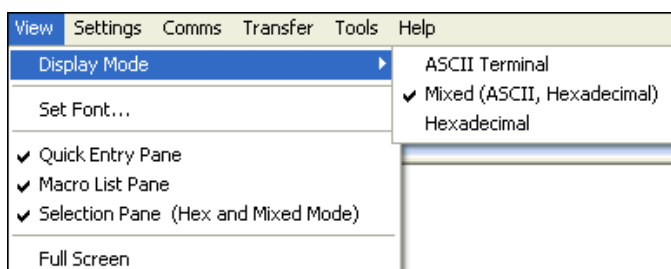 View Settings Comms Transfer Tools Help
Display Mode
ASCII Terminal
Mixed (ASCII, Hexadecimal)
Hexadecimal
Set Font...
Quick Entry Pane
Macro List Pane
Selection Pane (Hex and Mixed Mode)
Full Screen